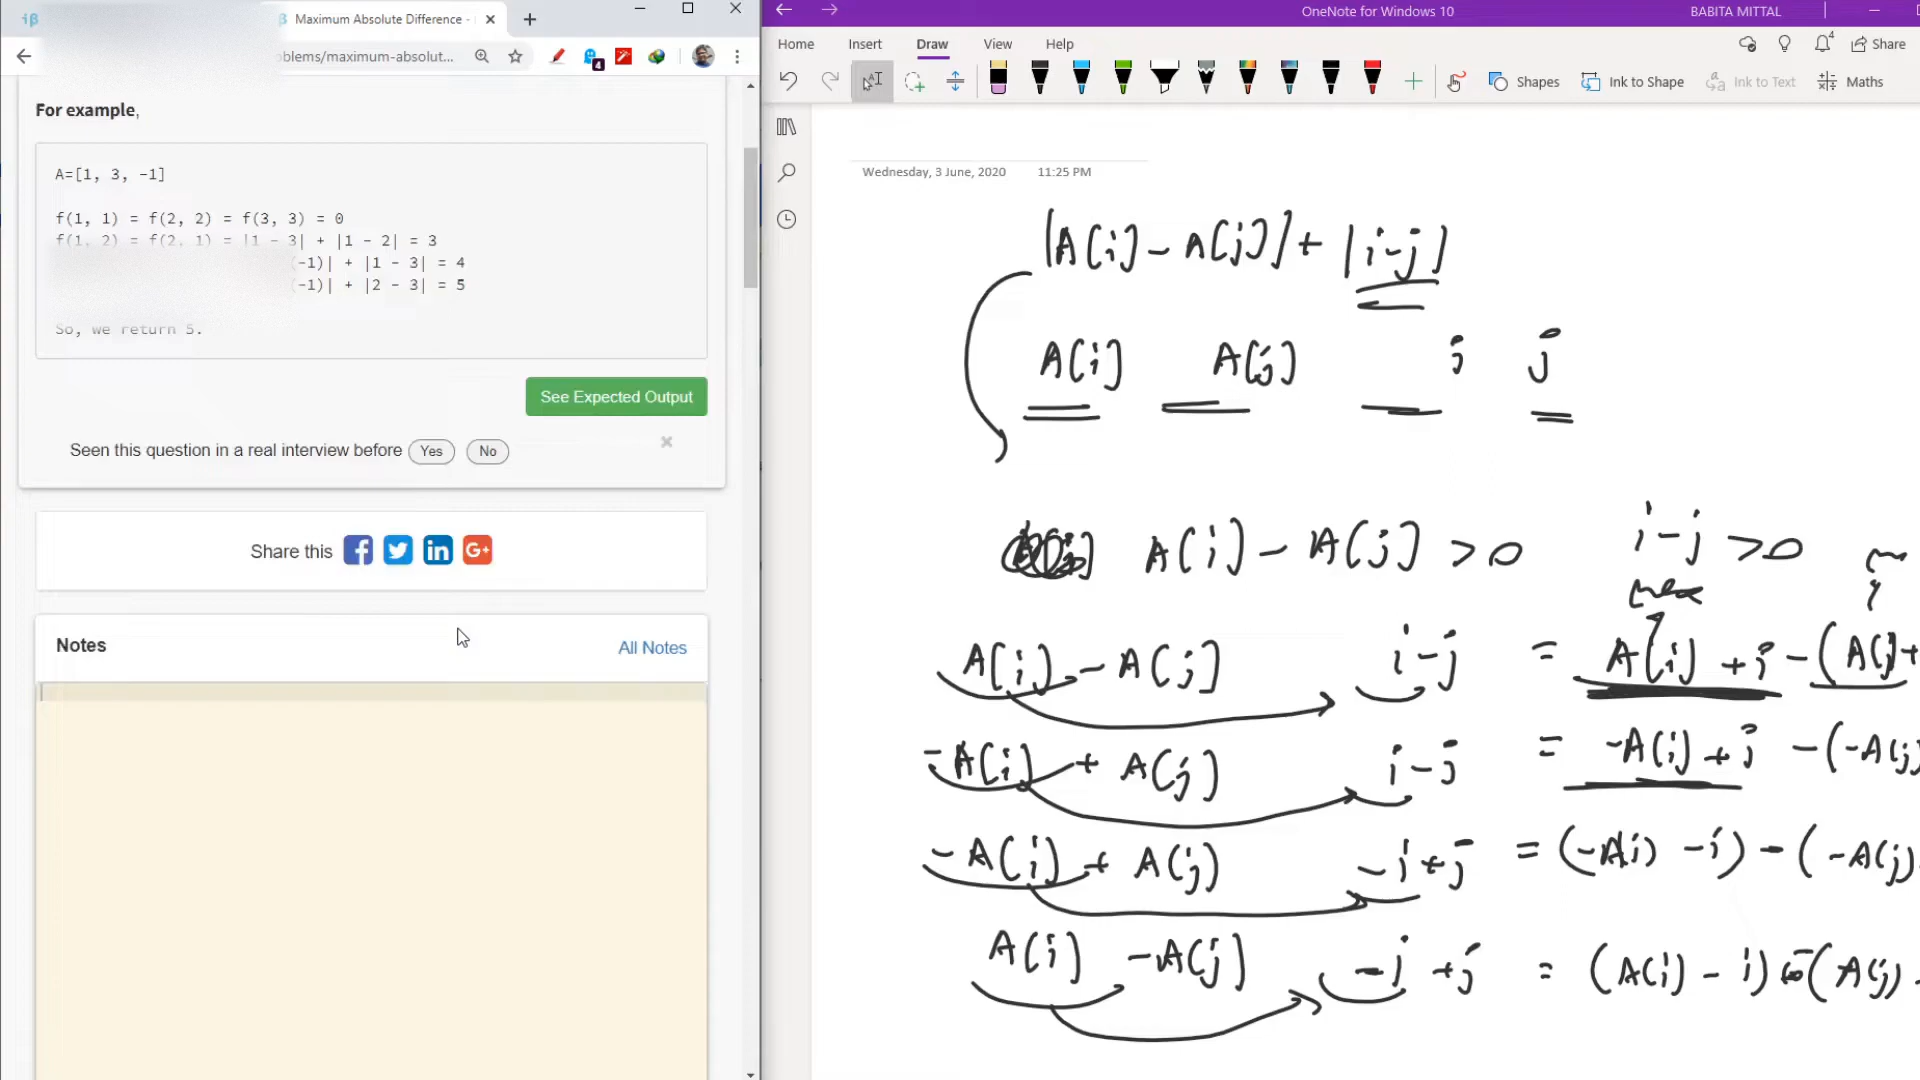 Maximum Absolute Difference -
oblems/maximum-absolut...
For example,
A=[1, 3, -1]
f(1, 1) = f(2, 2) = f(3, 3) = 0
f(1, 2) = f(2, 1) = |1 - 3| + |1 - 2| = 3
(-1)| + |1 - 3| = 4
(-1)| + |2 - 3| = 5
So, we return 5.
See Expected Output
Seen this question in a real interview before Yes No
Share this
Notes
All Notes
OneNote for Windows 10
BABITA MITTAL
Home Insert Draw View Help
4
Share
Shapes Ink to Shape Ink to Text Maths
Wednesday, 3 June, 2020 11:25 PM
|A[i] - A[j]| + |i-j|
A[i] A[j] i j
A[i] - A[j] >0 i-j >0
A[i] - A[j] i-j = A[i] +i -(A[j]+
-A[i] + A[j] i-j = -A[i] +i -(-A[j]
-A[i] + A[j] -i+j = (-A[i) -i) - (-A[j)
A[i] -A[j] -i +j = (A[i) - i) -(A[j)